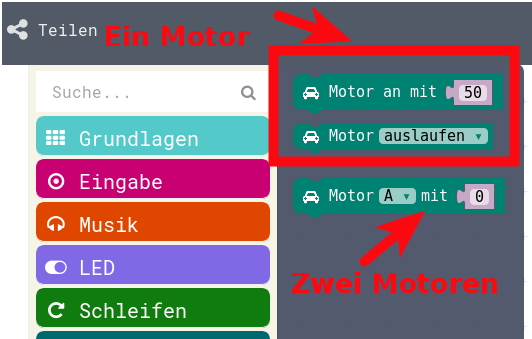 Teilen
Ein Motor
Suche...
Grundlagen
Eingabe
Musik
LED
Schleifen
Motor an mit 50
Motor auslaufen
Motor A mit 0
Zwei Motoren